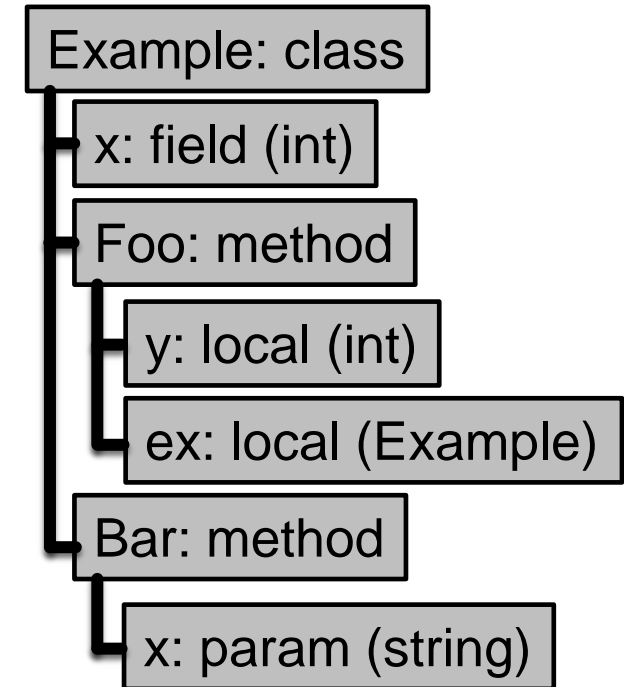 Example: class
x: field (int)
Foo: method
y: local (int)
ex: local (Example)
Bar: method
x: param (string)